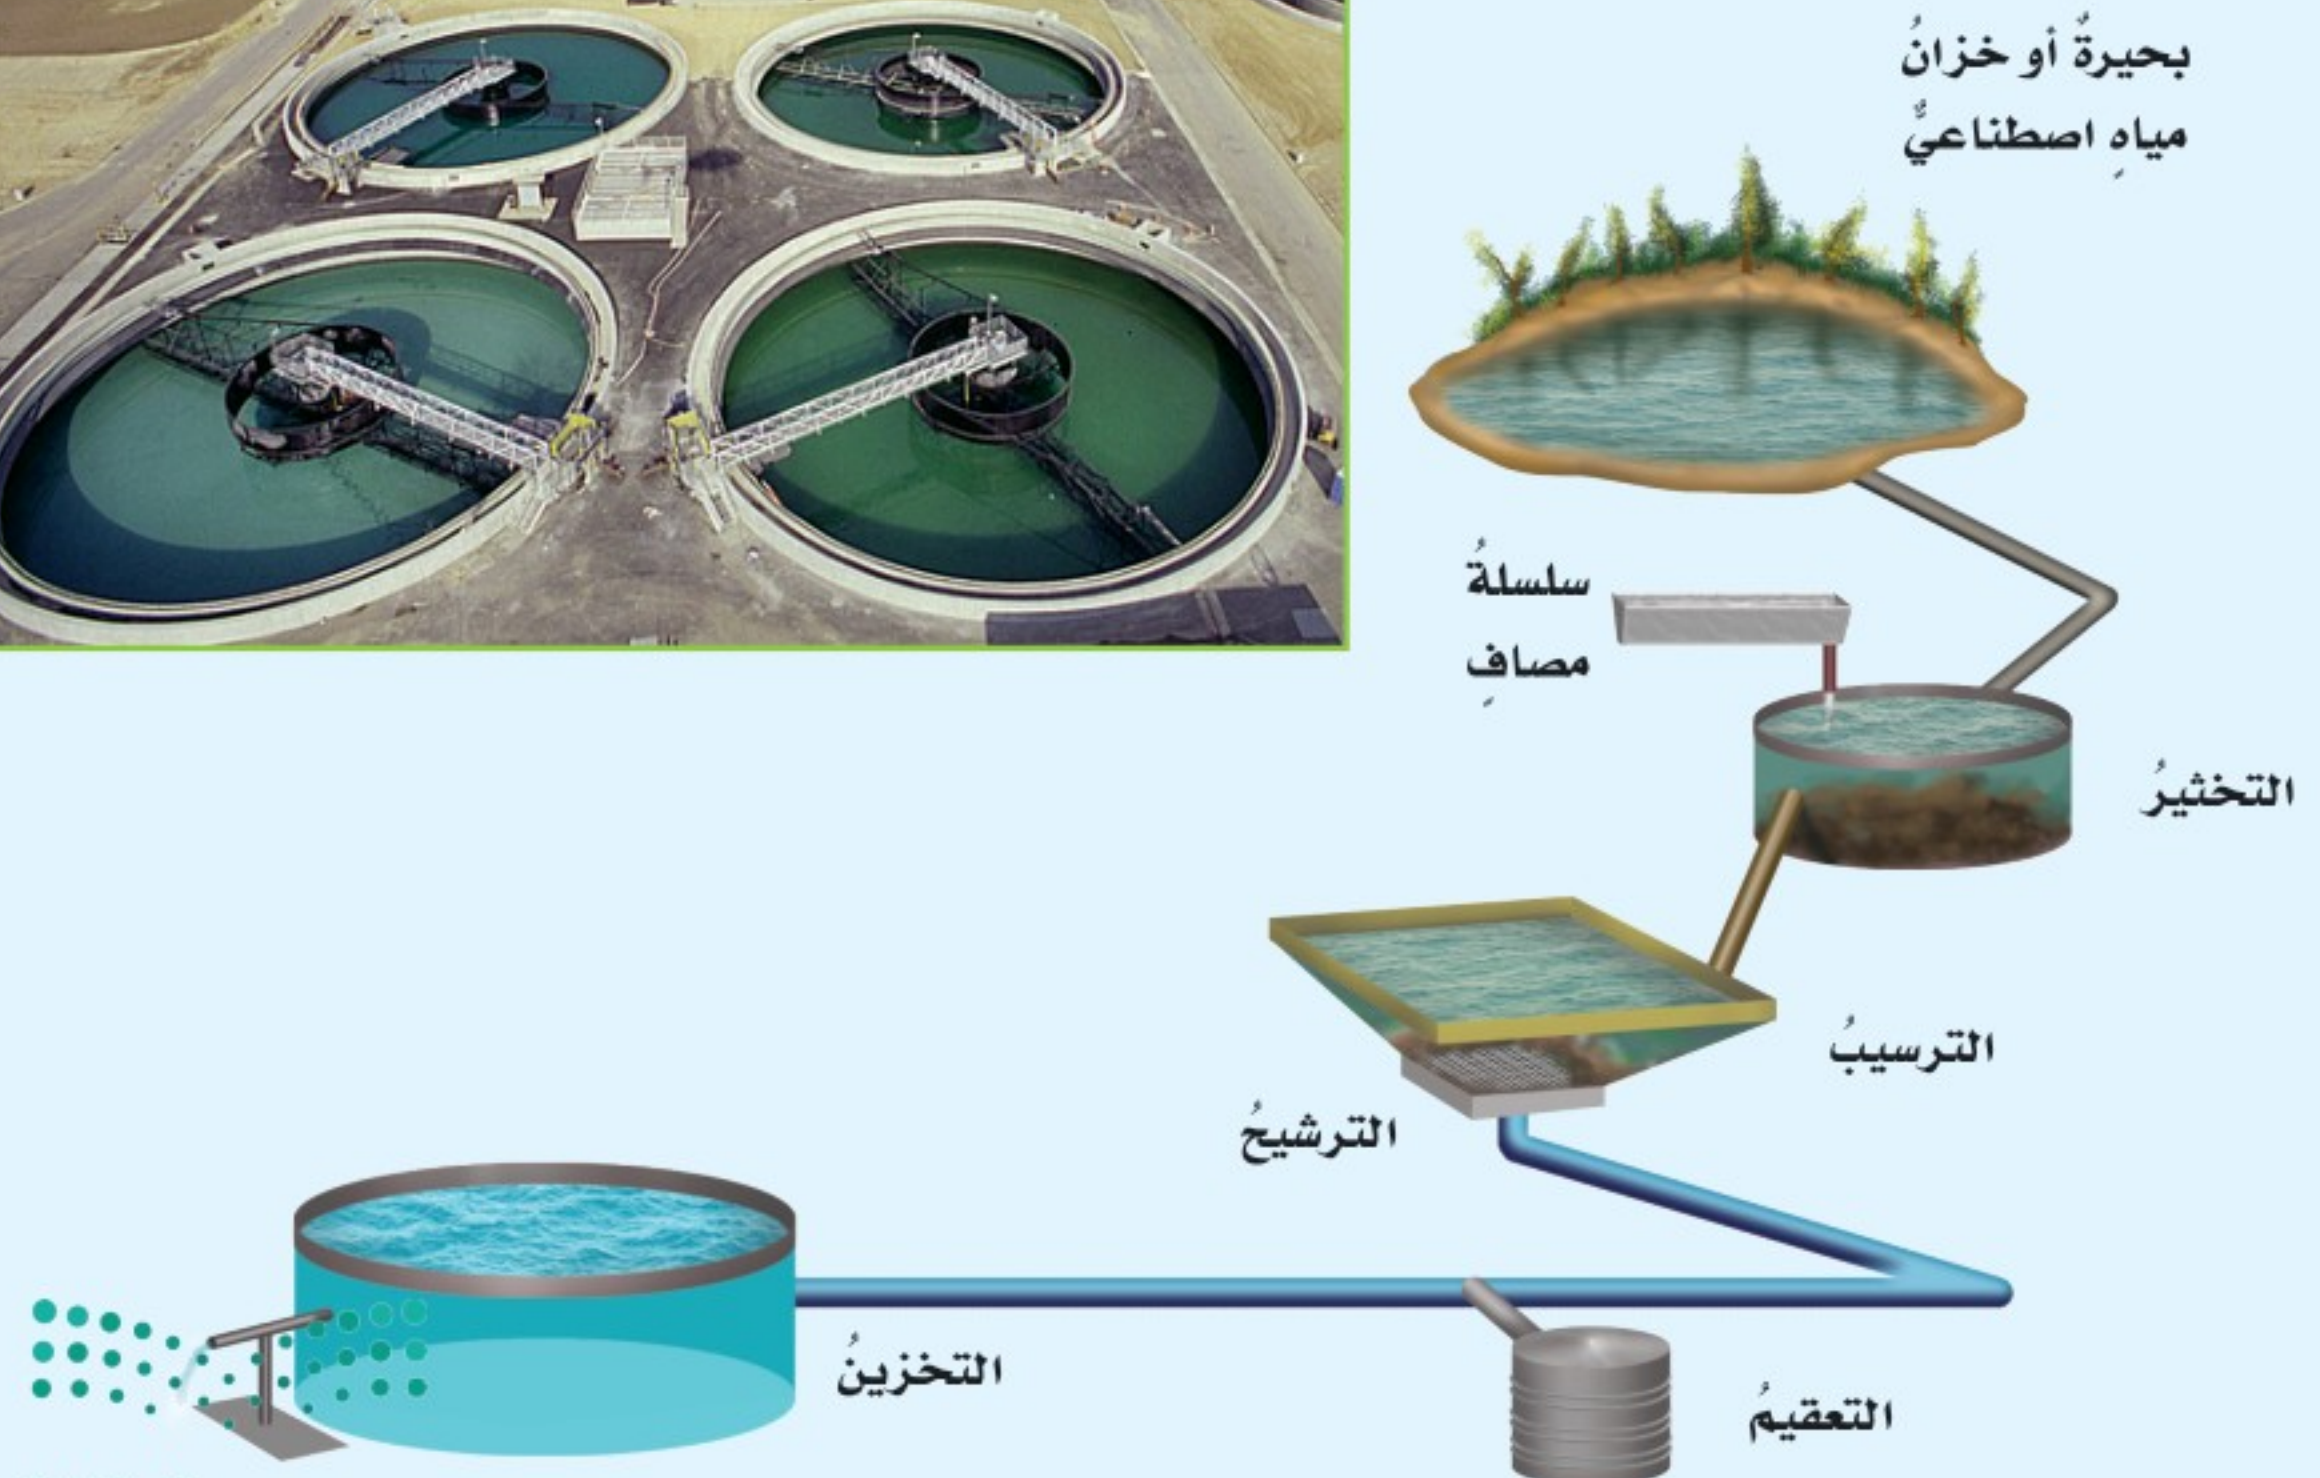 بحيرةٌ أو خزانُ
مياهٍ اصطناعيٌّ
سلسلةُ
مصافٍ
التخثيرُ
الترسيبُ
الترشيحُ
التخزينُ
التعقيمُ